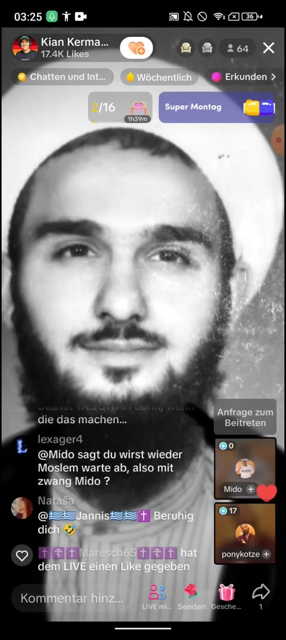 03:25
36
Kian Kerma...
17.4K Likes
64
Chatten und Int...
Wöchentlich
Erkunden >
2/16
1h39m
Super Montag
die das machen...
lexager4
@Mido sagt du wirst wieder
Moslem warte ab, also mit
zwang Mido ?
Natasa
@🇬🇷Jannis🇬🇷🇬🇷✝️ Beruhig
dich 🤣
hat
dem LIVE einen Like gegeben
Anfrage zum
Beitreten
0
Mido +
17
ponykotze +
Kommentar hinz...
LIVE mi...
Senden
Gesche...
1